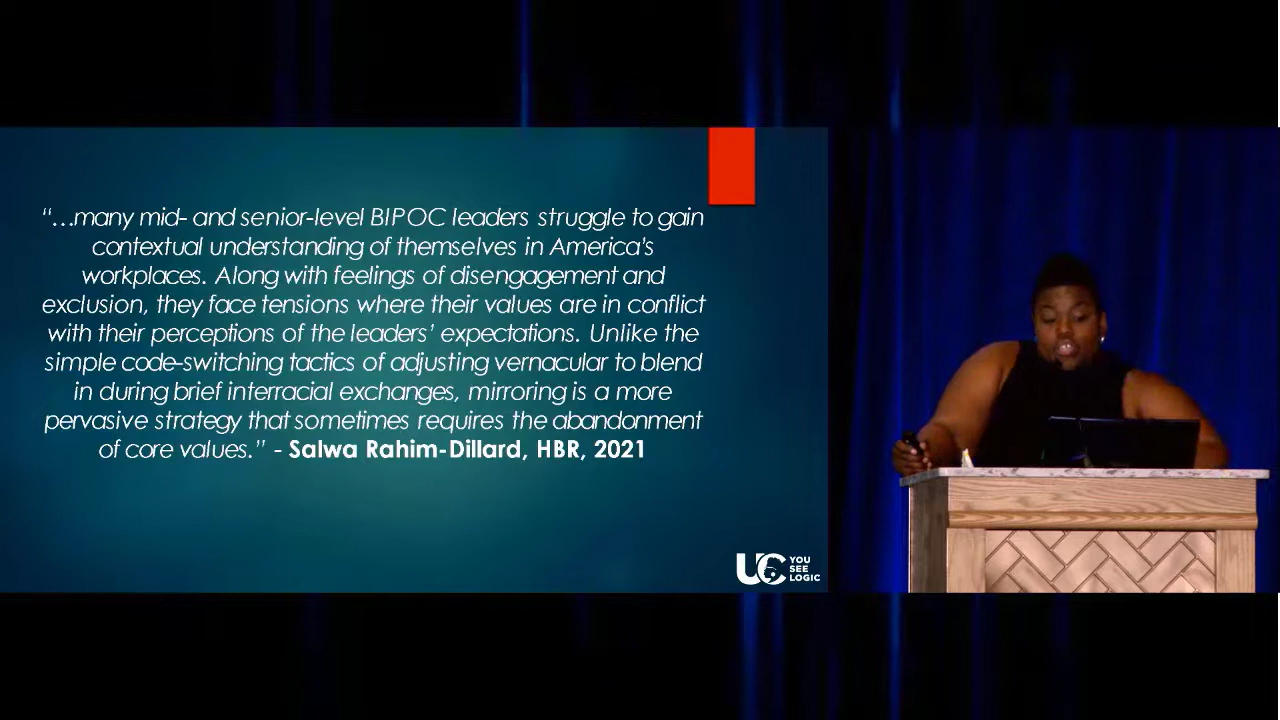 “…many mid- and senior-level BIPOC leaders struggle to gain
contextual understanding of themselves in America's
workplaces. Along with feelings of disengagement and
exclusion, they face tensions where their values are in conflict
with their perceptions of the leaders’ expectations. Unlike the
simple code-switching tactics of adjusting vernacular to blend
in during brief interracial exchanges, mirroring is a more
pervasive strategy that sometimes requires the abandonment
of core values.” - Salwa Rahim-Dillard, HBR, 2021
UC YOU
SEE
LOGIC